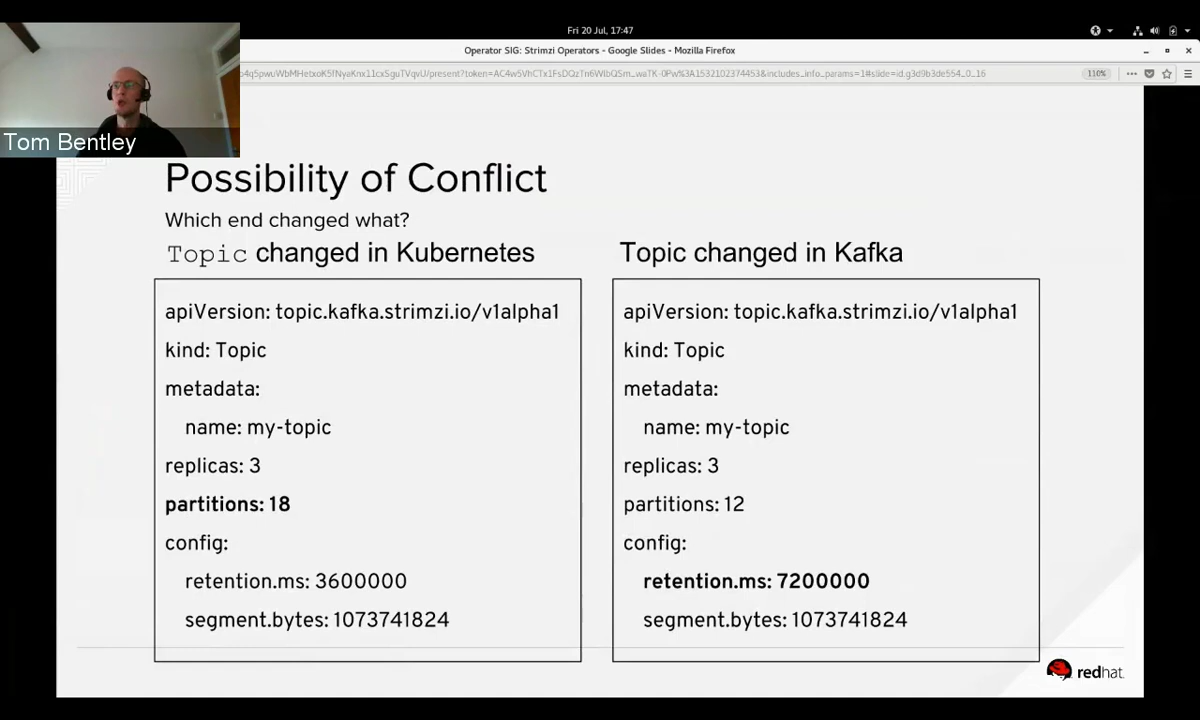 Fri 20 Jul, 17:47
Operator SIG: Strimzi Operators - Google Slides - Mozilla Firefox
110%
Tom Bentley
Possibility of Conflict
Which end changed what?
Topic changed in Kubernetes
apiVersion: topic.kafka.strimzi.io/v1alpha1
kind: Topic
metadata:
name: my-topic
replicas: 3
partitions: 18
config:
retention.ms: 3600000
segment.bytes: 1073741824
Topic changed in Kafka
apiVersion: topic.kafka.strimzi.io/v1alpha1
kind: Topic
metadata:
name: my-topic
replicas: 3
partitions: 12
config:
retention.ms: 7200000
segment.bytes: 1073741824
redhat.